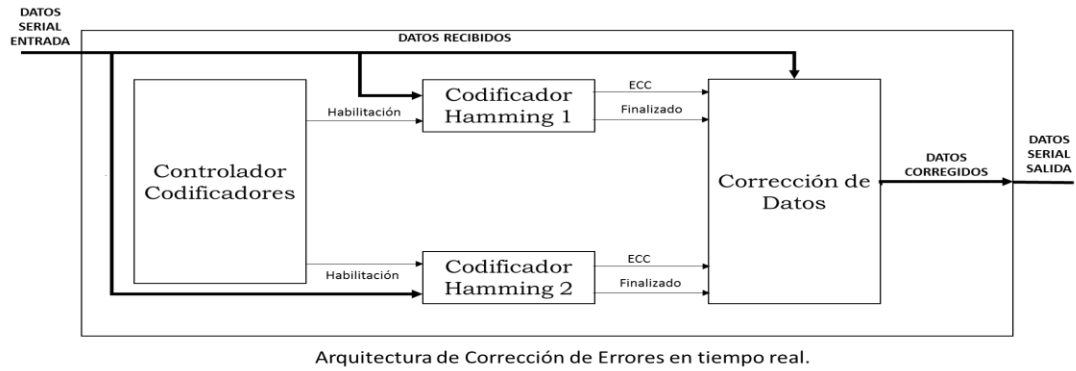 DATOS
SERIAL
ENTRADA
DATOS RECIBIDOS
Controlador
Codificadores
Habilitación
Codificador
Hamming 1
ECC
Finalizado
Habilitación
Codificador
Hamming 2
ECC
Finalizado
Corrección de
Datos
DATOS
CORREGIDOS
DATOS
SERIAL
SALIDA
Arquitectura de Corrección de Errores en tiempo real.